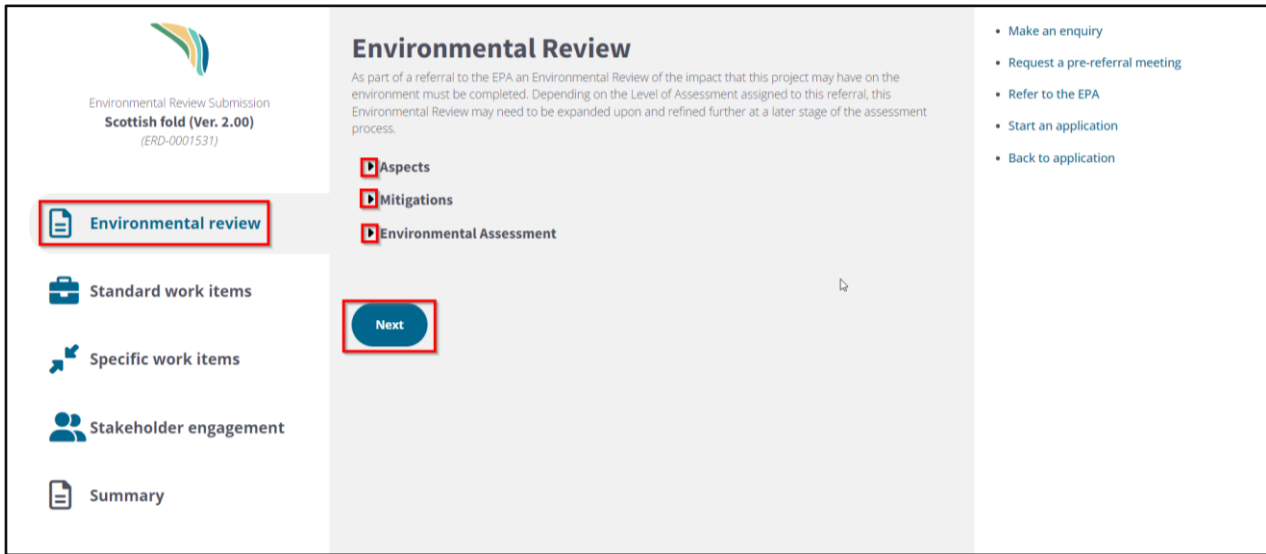 Environmental Review Submission
Scottish fold (Ver. 2.00)
(ERD-0001531)
Environmental review
Standard work items
Specific work items
Stakeholder engagement
Summary
Environmental Review
As part of a referral to the EPA an Environmental Review of the impact that this project may have on the
environment must be completed. Depending on the Level of Assessment assigned to this referral, this
Environmental Review may need to be expanded upon and refined further at a later stage of the assessment
process.
Aspects
Mitigations
Environmental Assessment
Next
• Make an enquiry
• Request a pre-referral meeting
• Refer to the EPA
• Start an application
• Back to application